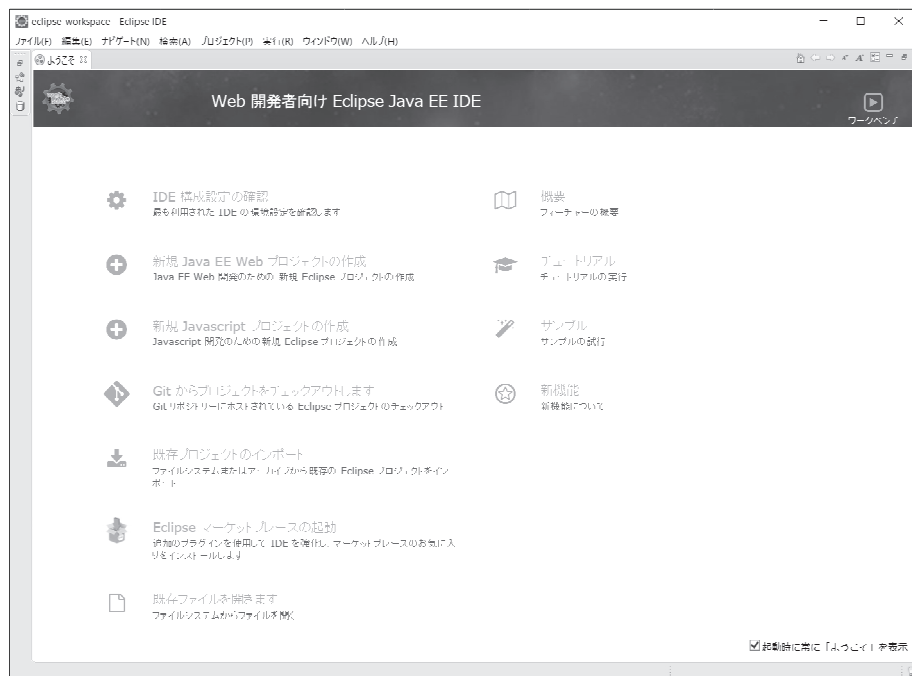 eclipse-workspace - Eclipse IDE
ファイル(F) 編集(E) ナビゲート(N) 検索(A) プロジェクト(P) 実行(R) ウィンドウ(W) ヘルプ(H)
ようこそ
Web 開発者向け Eclipse Java EE IDE
ワークベンチ
IDE 構成設定の確認
最も利用された IDE の環境設定を確認します
新規 Java EE Web プロジェクトの作成
Java EE Web 開発のための 新規 Eclipse プロジェクトの作成
新規 Javascript プロジェクトの作成
Javascript 開発のための新規 Eclipse プロジェクトの作成
Git からプロジェクトをチェックアウトします
Git リポジトリーにホストされている Eclipse プロジェクトのチェックアウト
既存プロジェクトのインポート
ファイルシステムまたはアーカイブから既存の Eclipse プロジェクトをイン
ポート
Eclipse マーケットプレースの起動
追加のプラグインを使用して IDE を強化し、マーケットプレースのお気に入
りをインストールします
既存ファイルを開きます
ファイルシステムからファイルを開く
概要
フィーチャーの概要
チュートリアル
チュートリアルの実行
サンプル
サンプルの試行
新機能
新機能について
起動時に常に「ようこそ」を表示